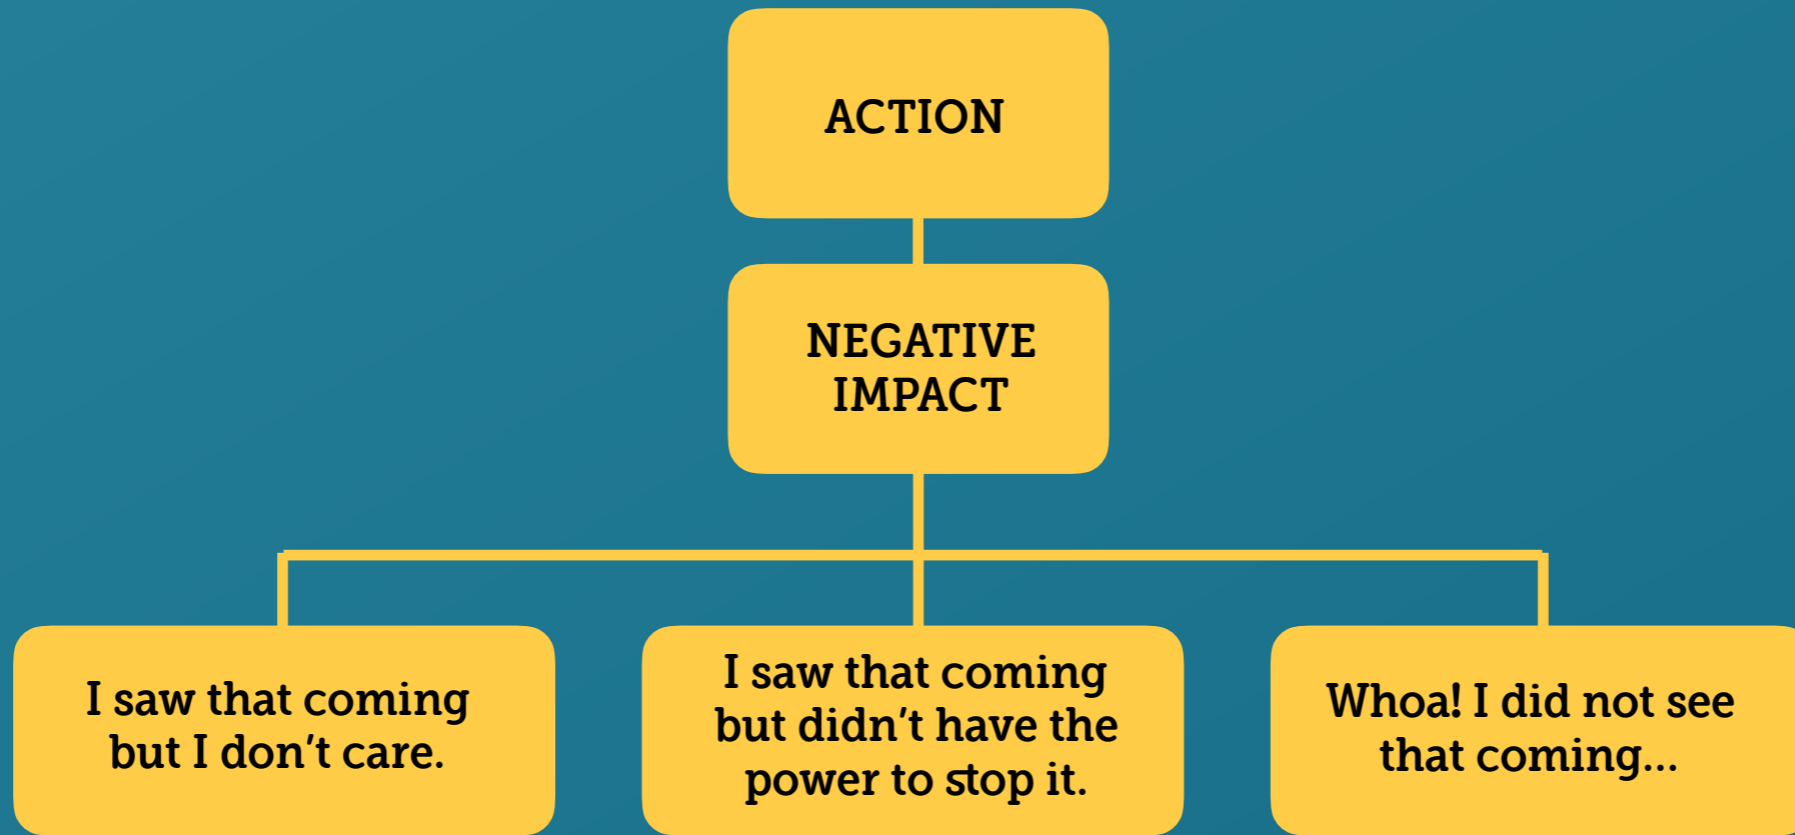 ACTION
NEGATIVE
IMPACT
I saw that coming
but I don’t care.
I saw that coming
but didn’t have the
power to stop it.
Whoa! I did not see
that coming…